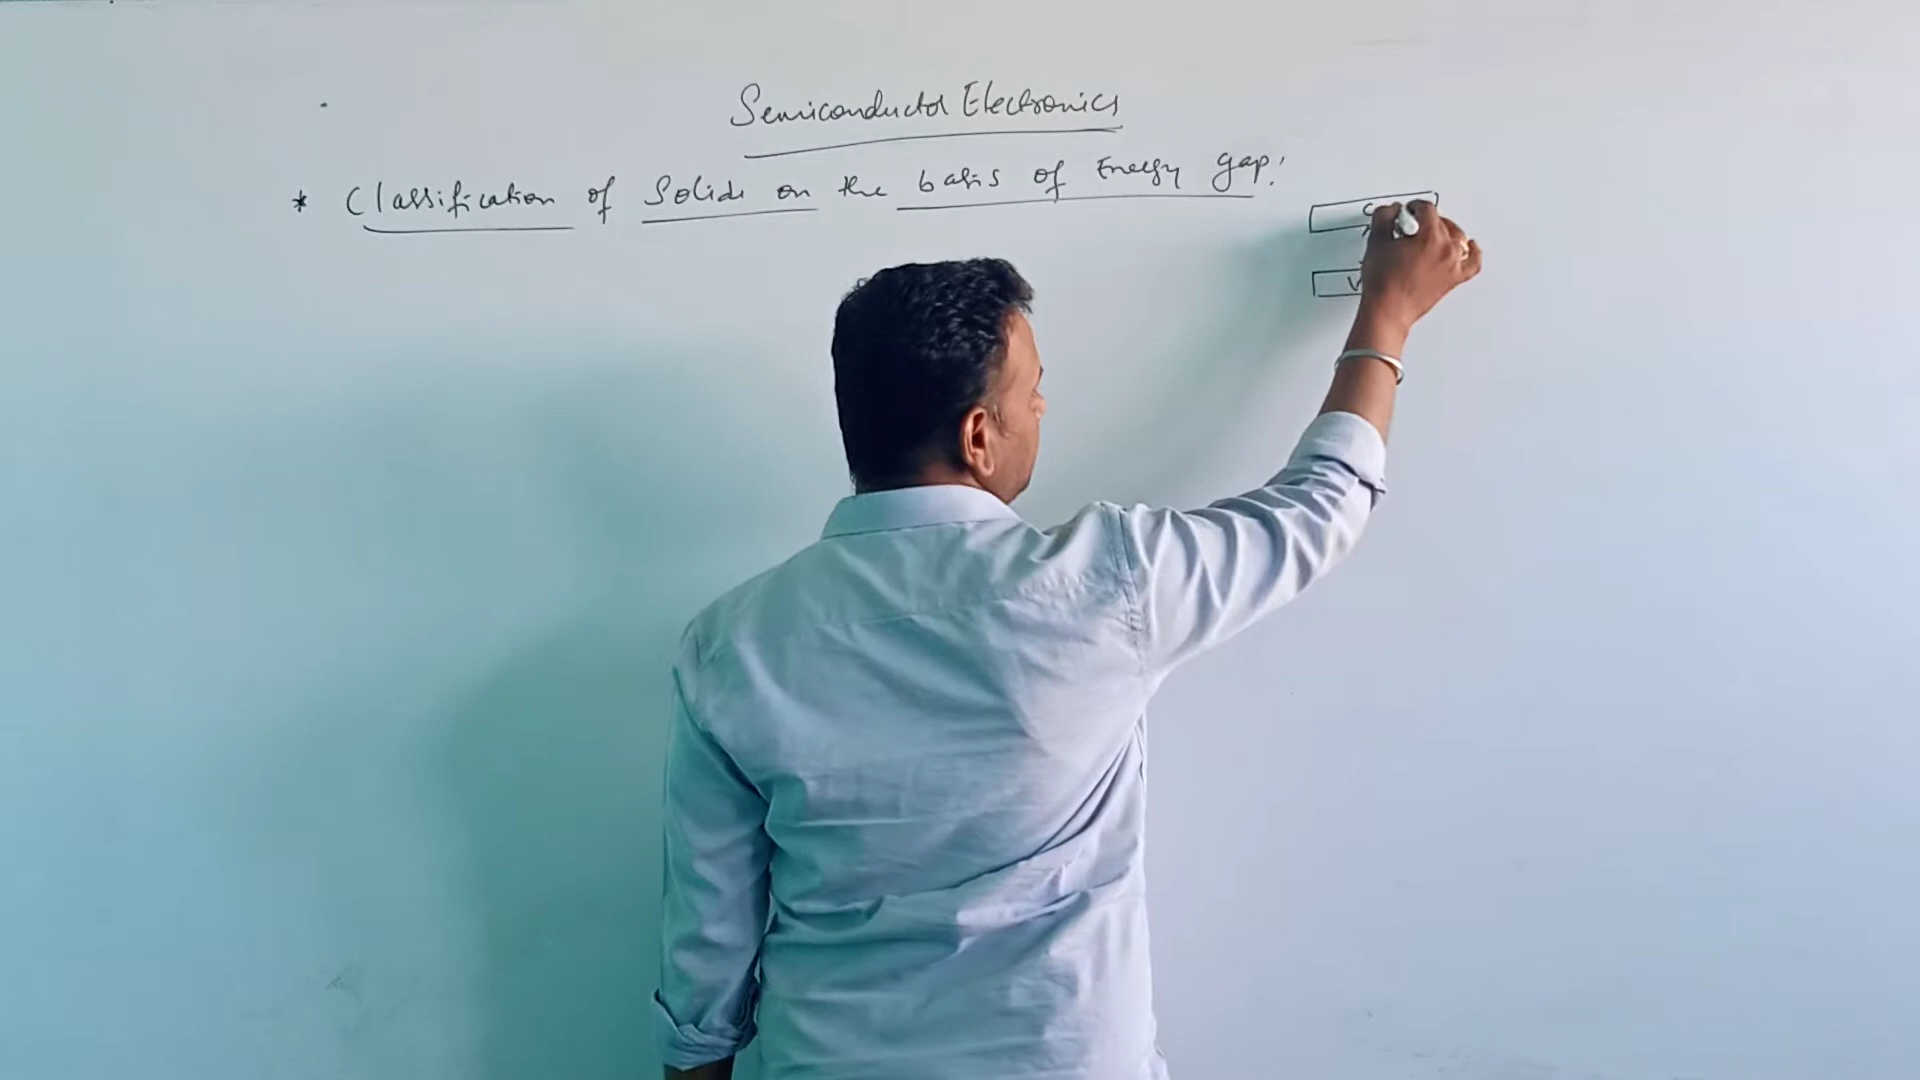 Semiconductor Electronics
* Classification of Solids on the basis of Energy gap:
C
V